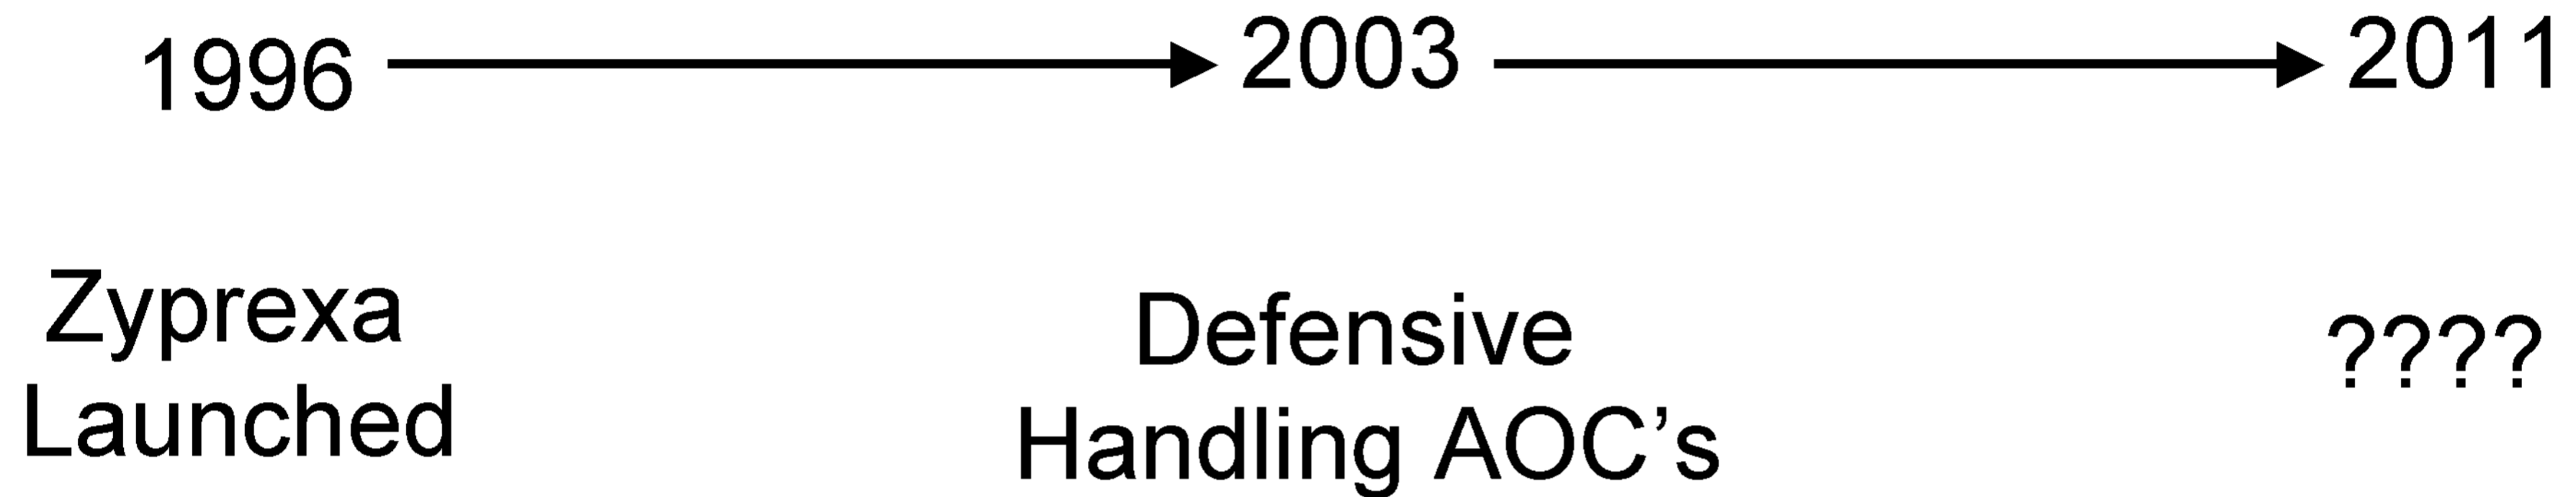 1996 2003 2011
Zyprexa
Launched
Defensive
Handling AOC’s
????